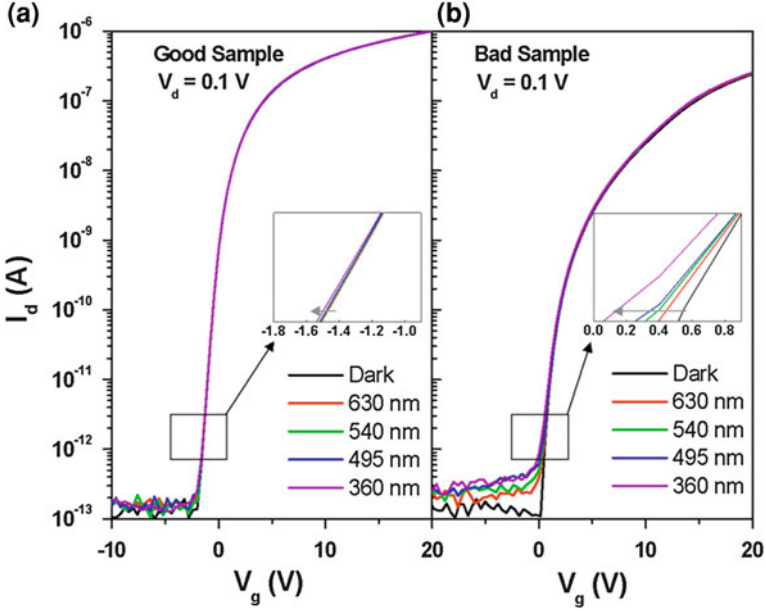 (a)
(b)
10^-6
10^-7
10^-8
10^-9
10^-10
10^-11
10^-12
10^-13
I_d (A)
Good Sample
V_d = 0.1 V
-1.8 -1.6 -1.4 -1.2 -1.0
Dark
630 nm
540 nm
495 nm
360 nm
-10 0 10 20
V_g (V)
Bad Sample
V_d = 0.1 V
0.0 0.2 0.4 0.6 0.8
Dark
630 nm
540 nm
495 nm
360 nm
0 10 20
V_g (V)